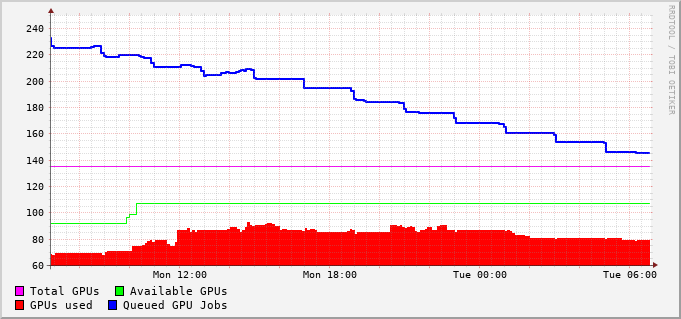 RRDTOOL / TOBI OETIKER
240
220
200
180
160
140
120
100
80
60
Mon 12:00 Mon 18:00 Tue 00:00 Tue 06:00
Total GPUs Available GPUs
GPUs used Queued GPU Jobs